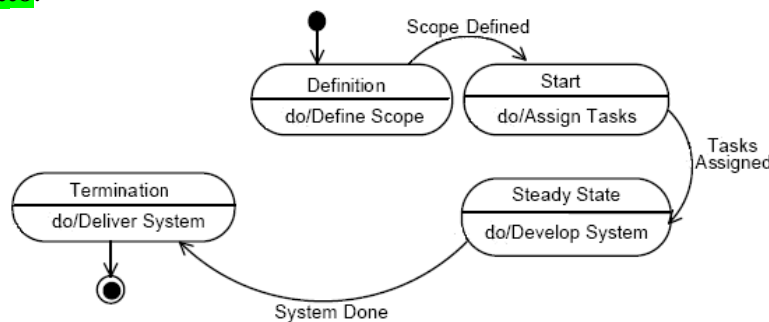 Scope Defined
Definition
do/Define Scope
Start
do/Assign Tasks
Tasks
Assigned
Steady State
do/Develop System
Termination
do/Deliver System
System Done